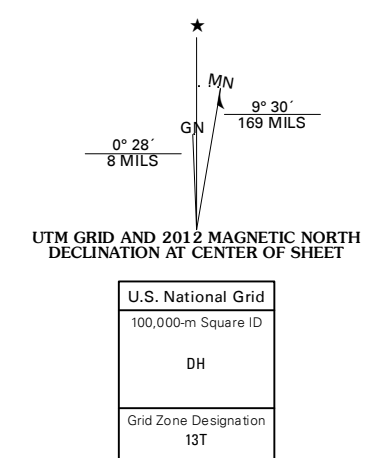 ★
MN
GN
9° 30´
169 MILS
0° 28´
8 MILS
UTM GRID AND 2012 MAGNETIC NORTH
DECLINATION AT CENTER OF SHEET
U.S. National Grid
100,000-m Square ID
DH
Grid Zone Designation
13T